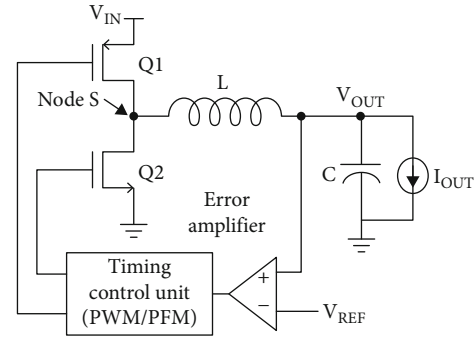 V_IN
Q1
Node S
L
V_OUT
Q2
C
I_OUT
Error
amplifier
Timing
control unit
(PWM/PFM)
+
−
V_REF